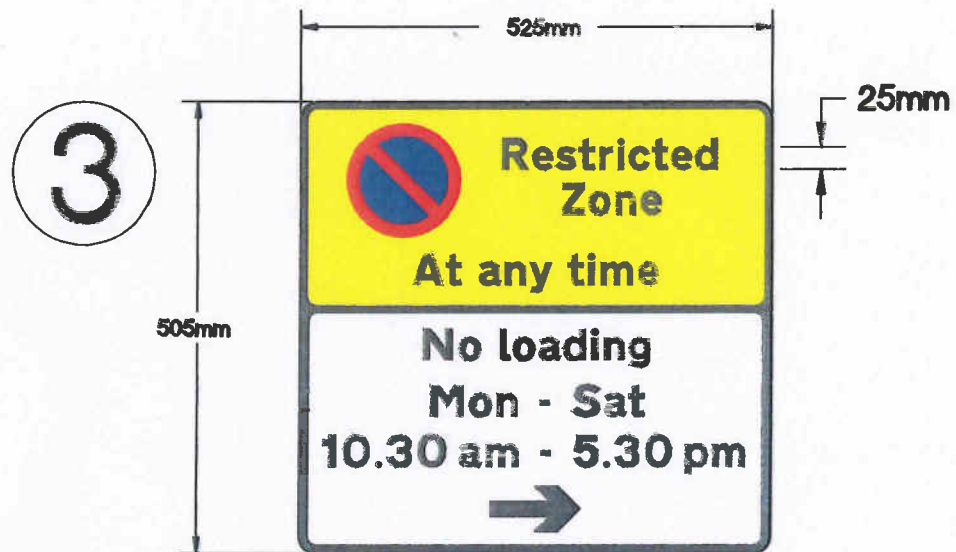 525mm
25mm
3
Restricted
Zone
At any time
505mm
No loading
Mon - Sat
10.30 am - 5.30 pm